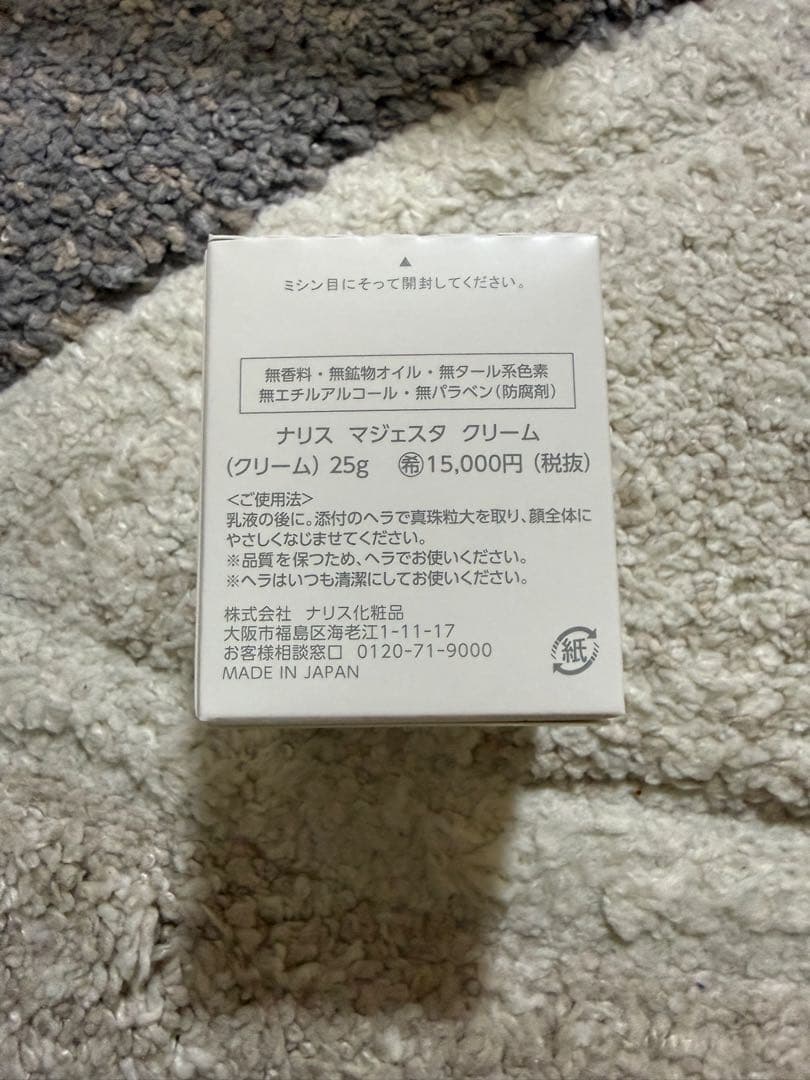 ▲
ミシン目にそって開封してください。
無香料・無鉱物オイル・無タール系色素
無エチルアルコール・無パラベン(防腐剤)
ナリス マジェスタ クリーム
(クリーム) 25g ㊕15,000円 (税抜)
<ご使用法>
乳液の後に。添付のヘラで真珠粒大を取り、顔全体に
やさしくなじませてください。
※品質を保つため、ヘラでお使いください。
※ヘラはいつも清潔にしてお使いください。
株式会社 ナリス化粧品
大阪市福島区海老江1-11-17
お客様相談窓口 0120-71-9000
MADE IN JAPAN
紙